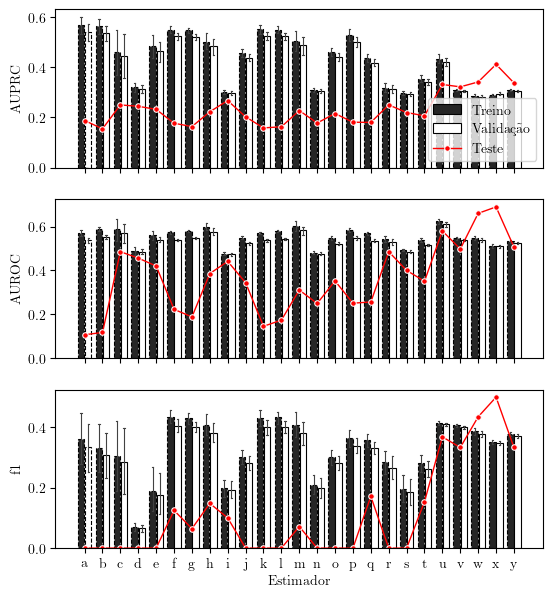 0.6
0.4
0.2
0.0
AUPRC
Treino
Validação
Teste
0.6
0.4
0.2
0.0
AUROC
0.4
0.2
0.0
f1
a b c d e f g h i j k l m n o p q r s t u v w x y
Estimador